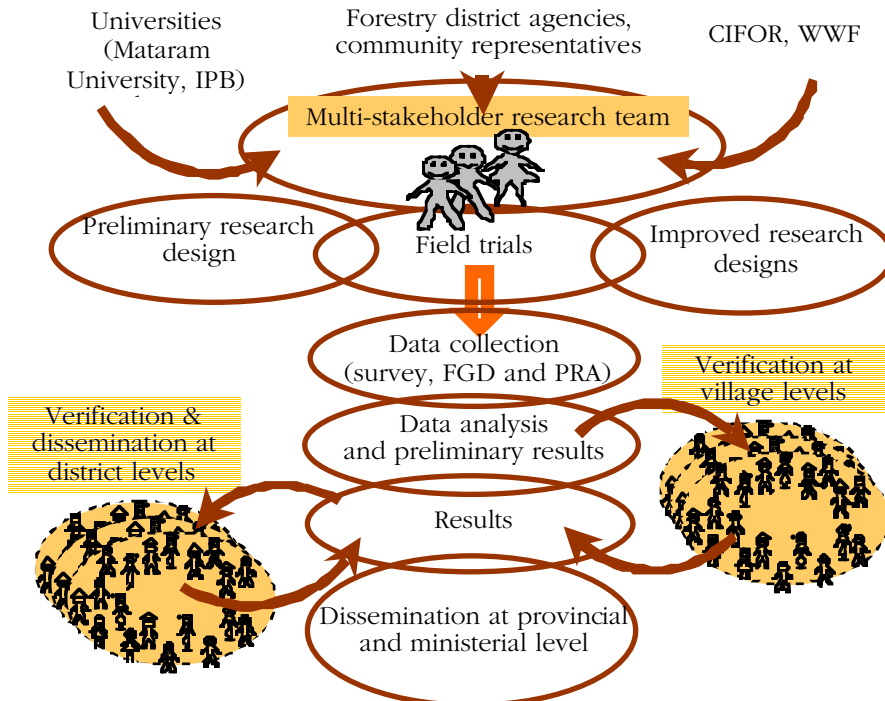 Universities
(Mataram
University, IPB)
Forestry district agencies,
community representatives
CIFOR, WWF
Multi-stakeholder research team
Preliminary research
design
Field trials
Improved research
designs
Data collection
(survey, FGD and PRA)
Verification at
village levels
Verification &
dissemination at
district levels
Data analysis
and preliminary results
Results
Dissemination at provincial
and ministerial level